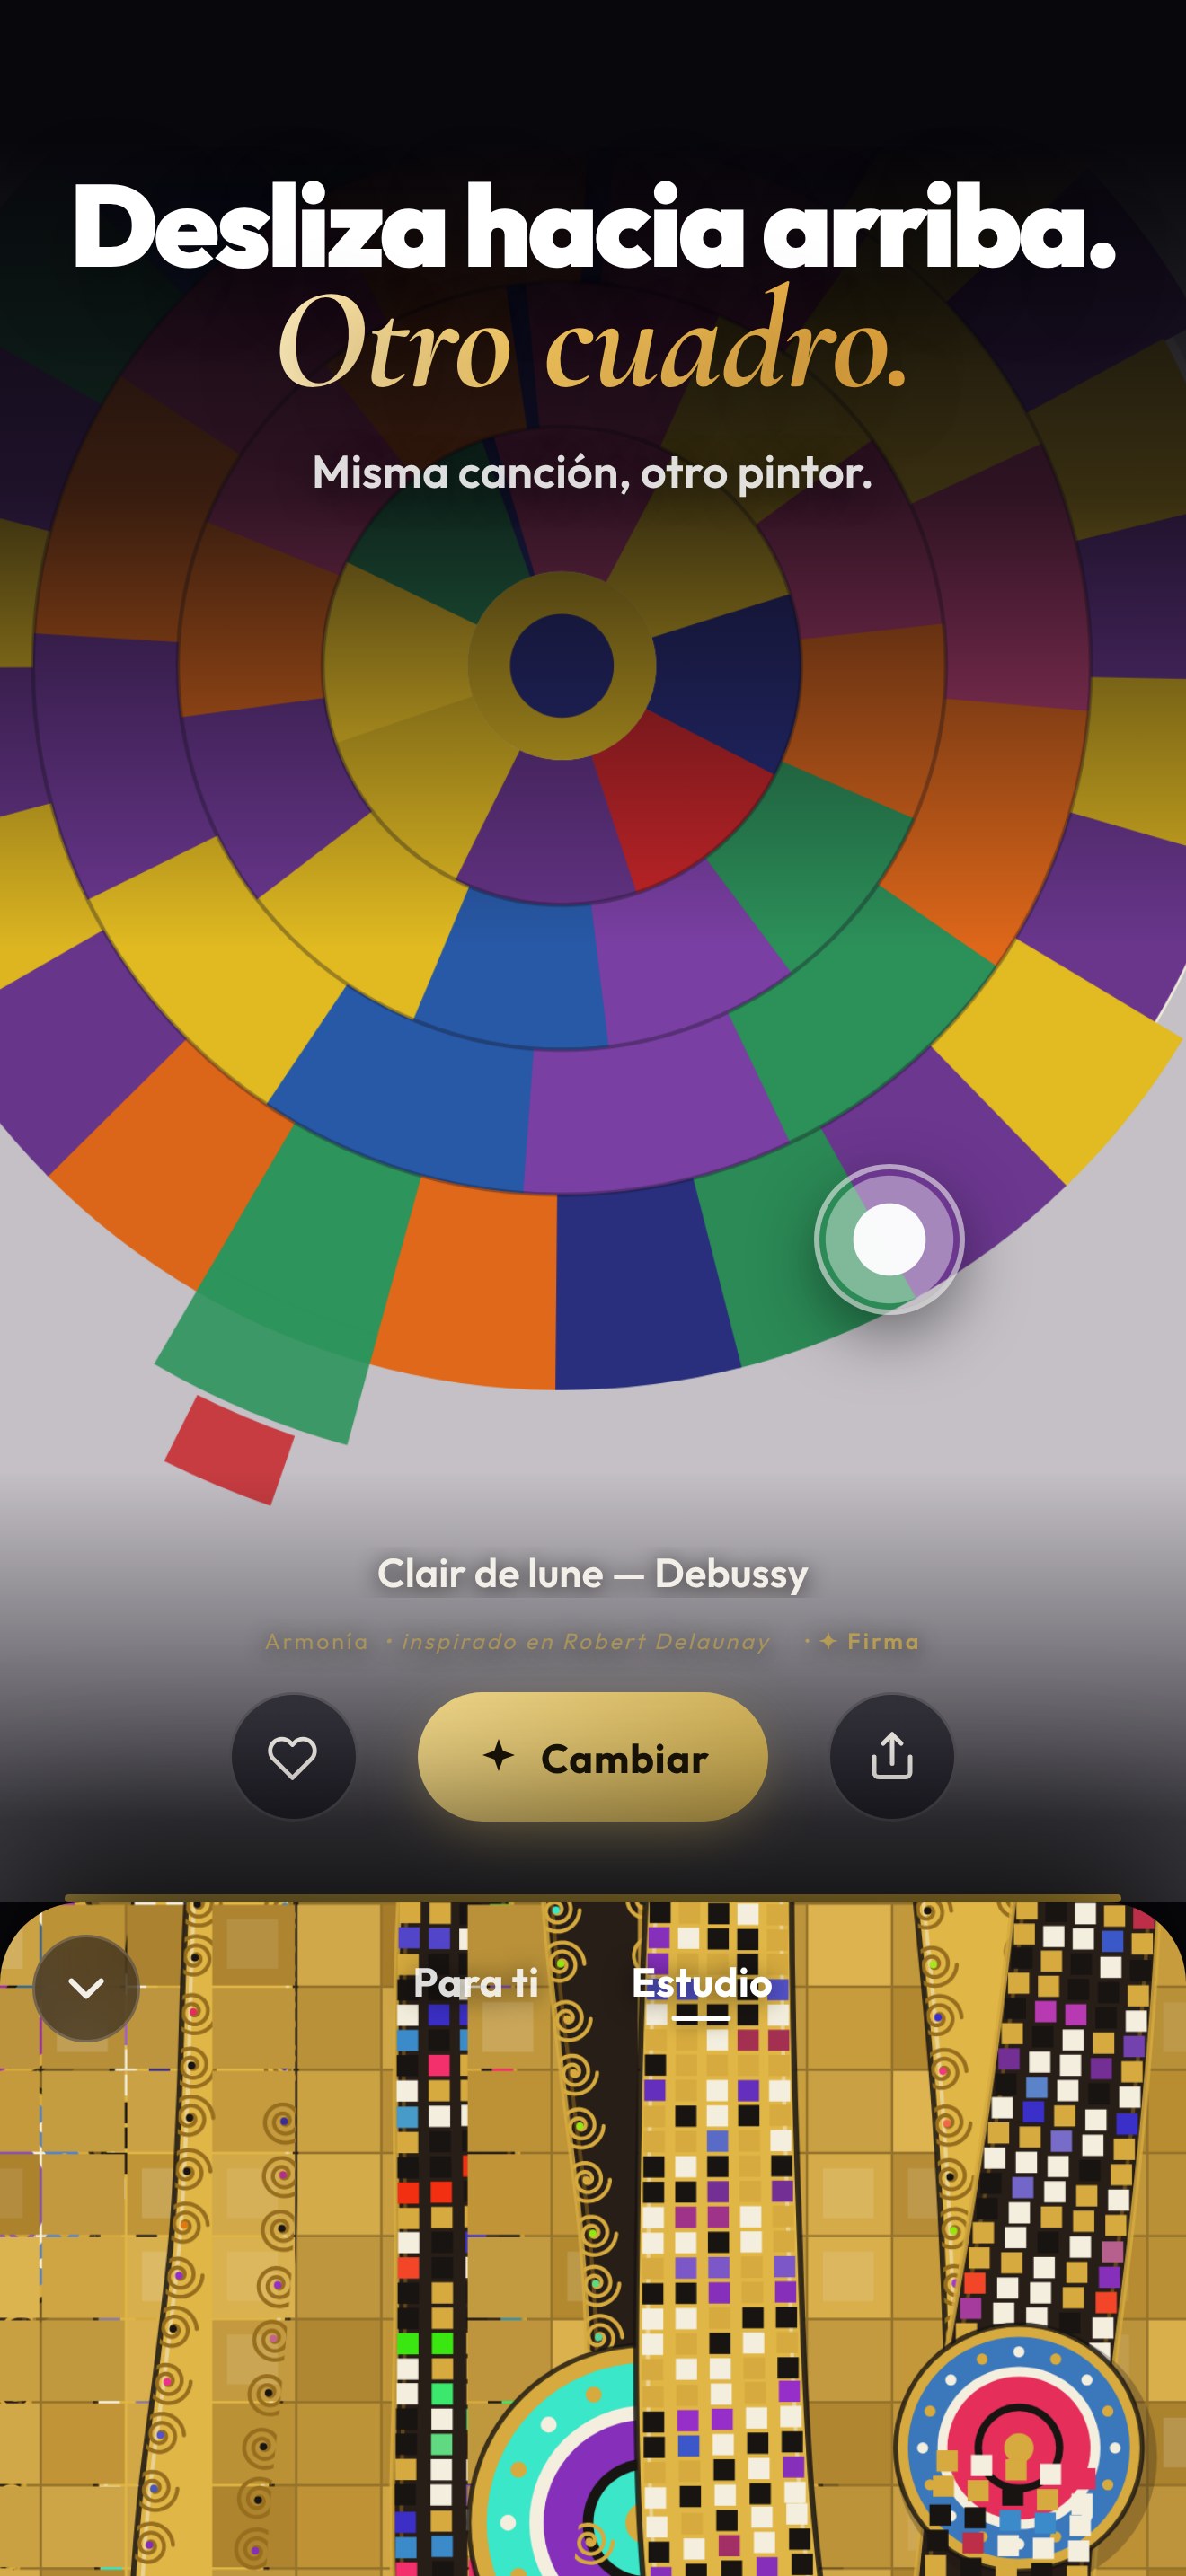 Desliza hacia arriba.
Otro cuadro.
Misma canción, otro pintor.
Clair de lune — Debussy
Armonía · inspirado en Robert Delaunay · ✦ Firma
✦ Cambiar
Para ti Estudio